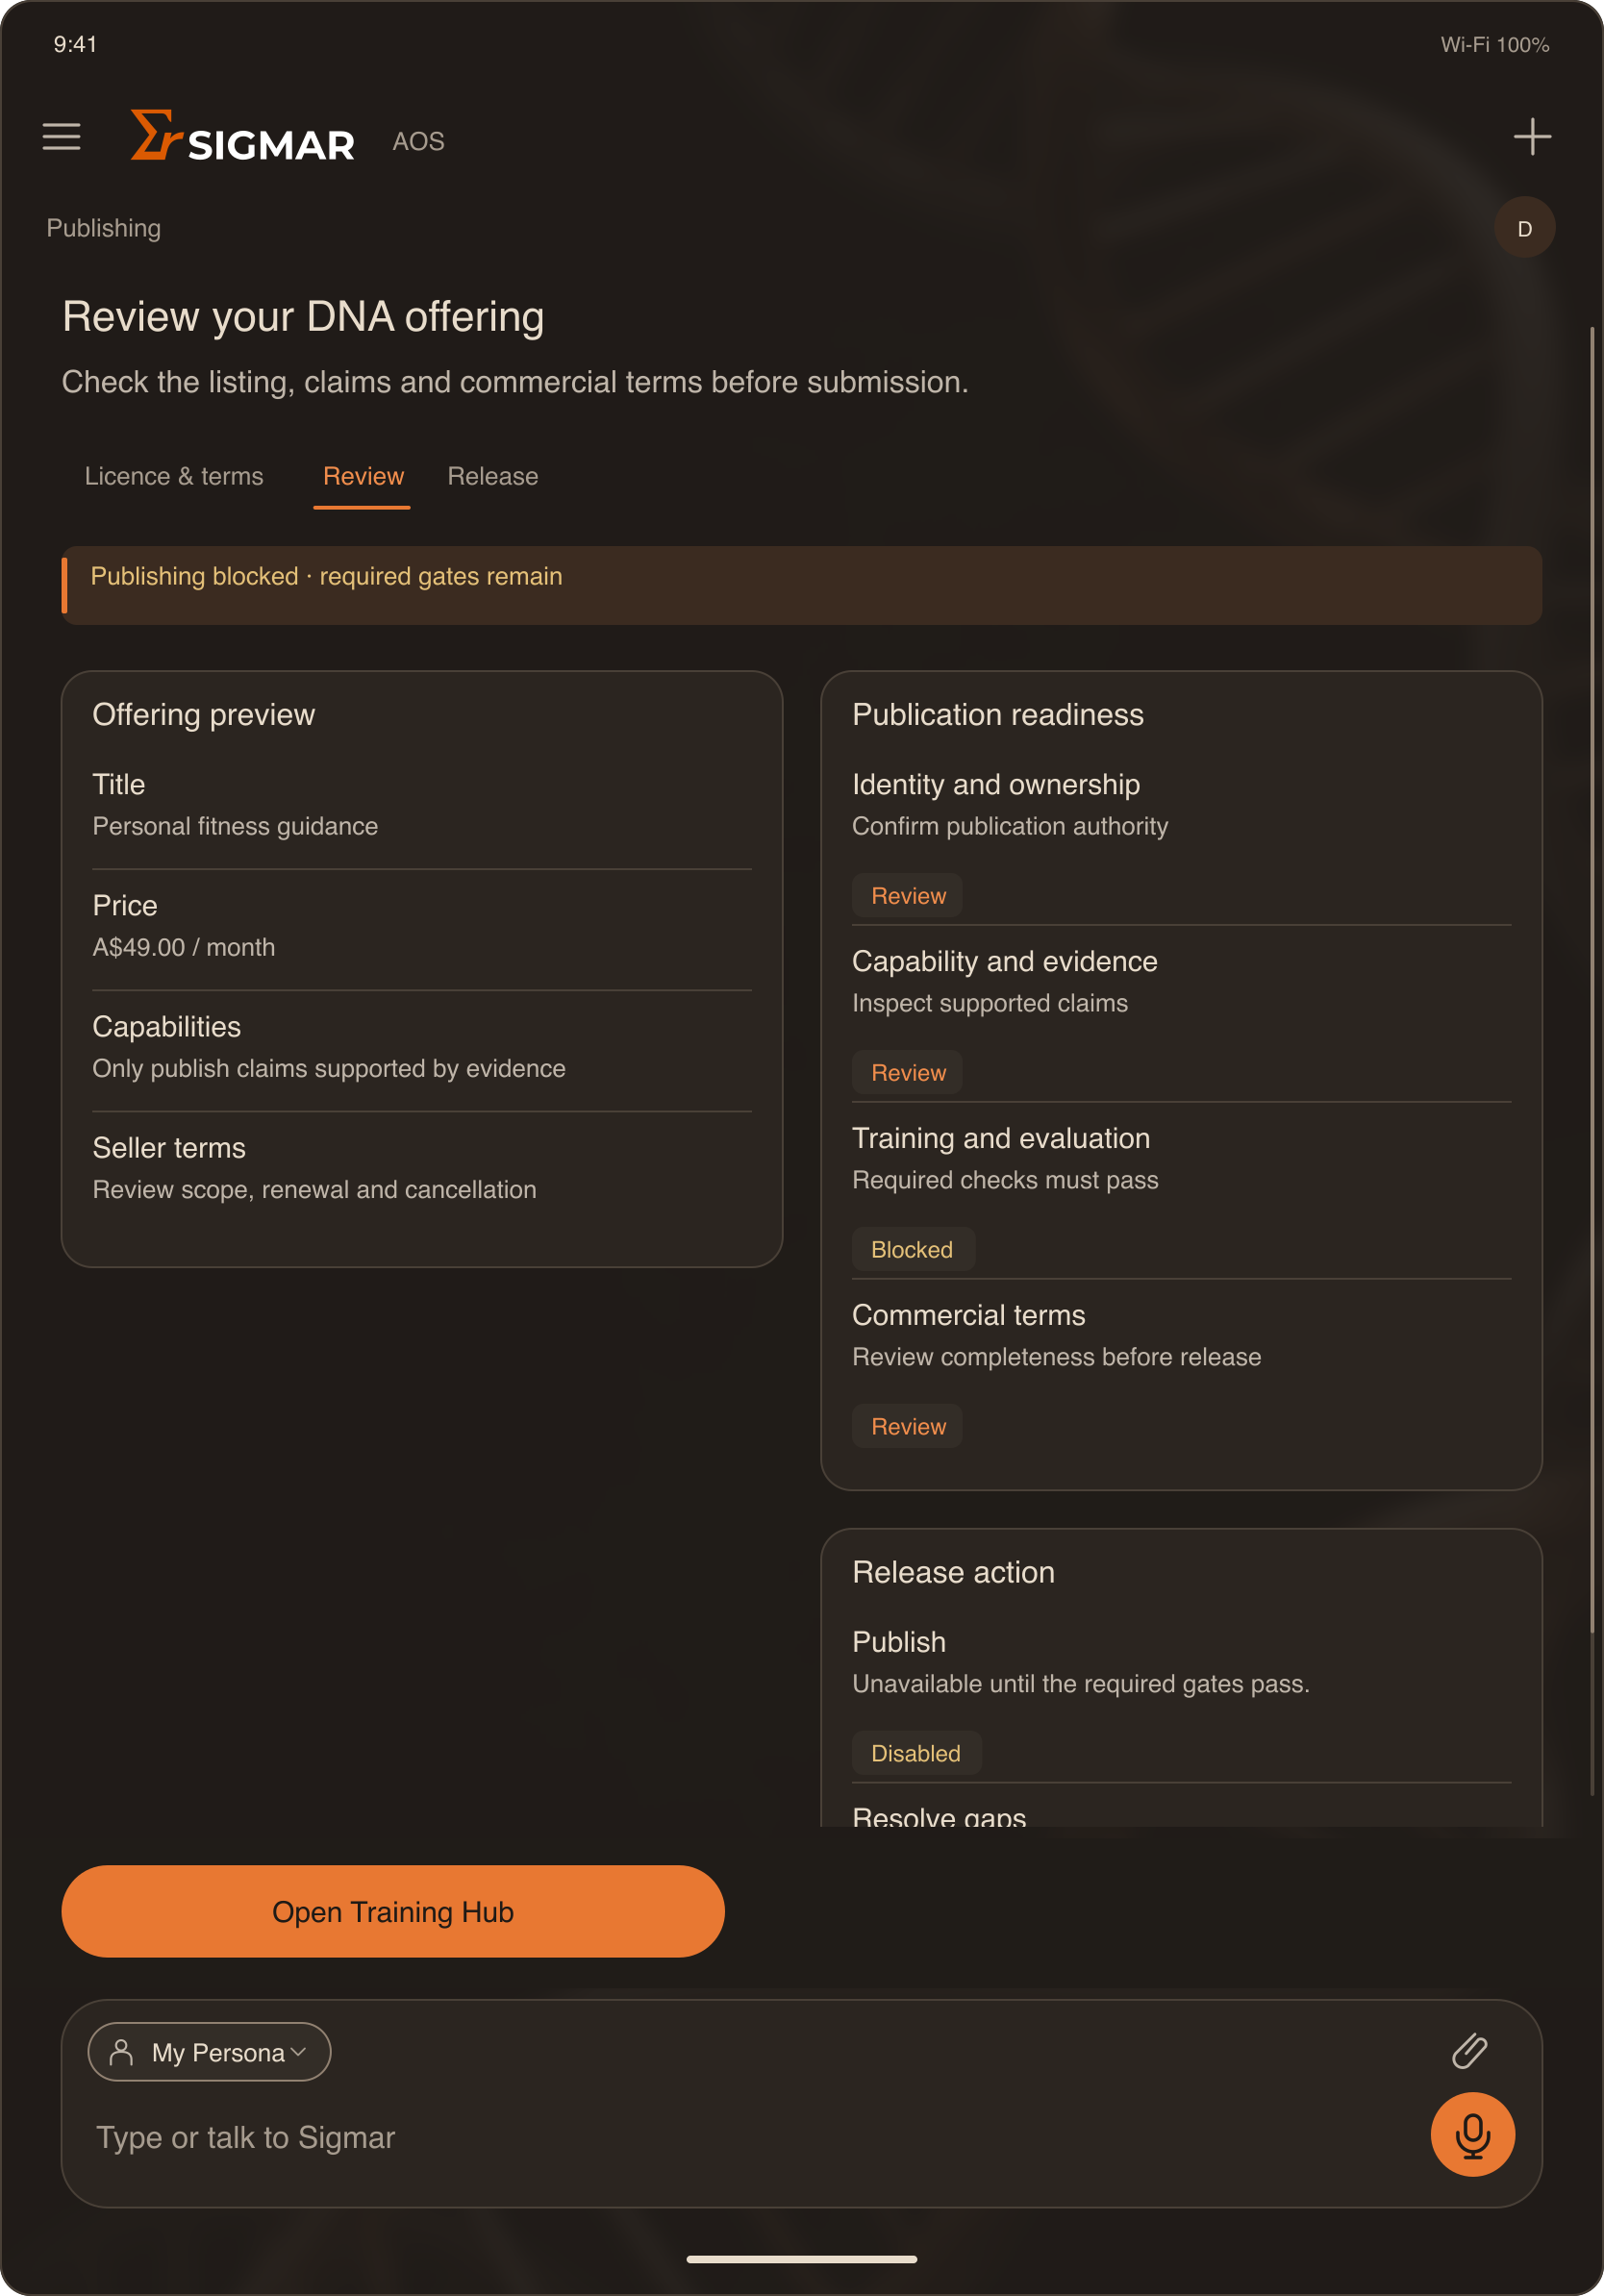 9:41
Wi-Fi 100%
Σr SIGMAR AOS
Publishing
D
Review your DNA offering
Check the listing, claims and commercial terms before submission.
Licence & terms
Review
Release
Publishing blocked · required gates remain
Offering preview
Title
Personal fitness guidance
Price
A$49.00 / month
Capabilities
Only publish claims supported by evidence
Seller terms
Review scope, renewal and cancellation
Publication readiness
Identity and ownership
Confirm publication authority
Review
Capability and evidence
Inspect supported claims
Review
Training and evaluation
Required checks must pass
Blocked
Commercial terms
Review completeness before release
Review
Release action
Publish
Unavailable until the required gates pass.
Disabled
Resolve gaps
Open Training Hub
My Persona
Type or talk to Sigmar